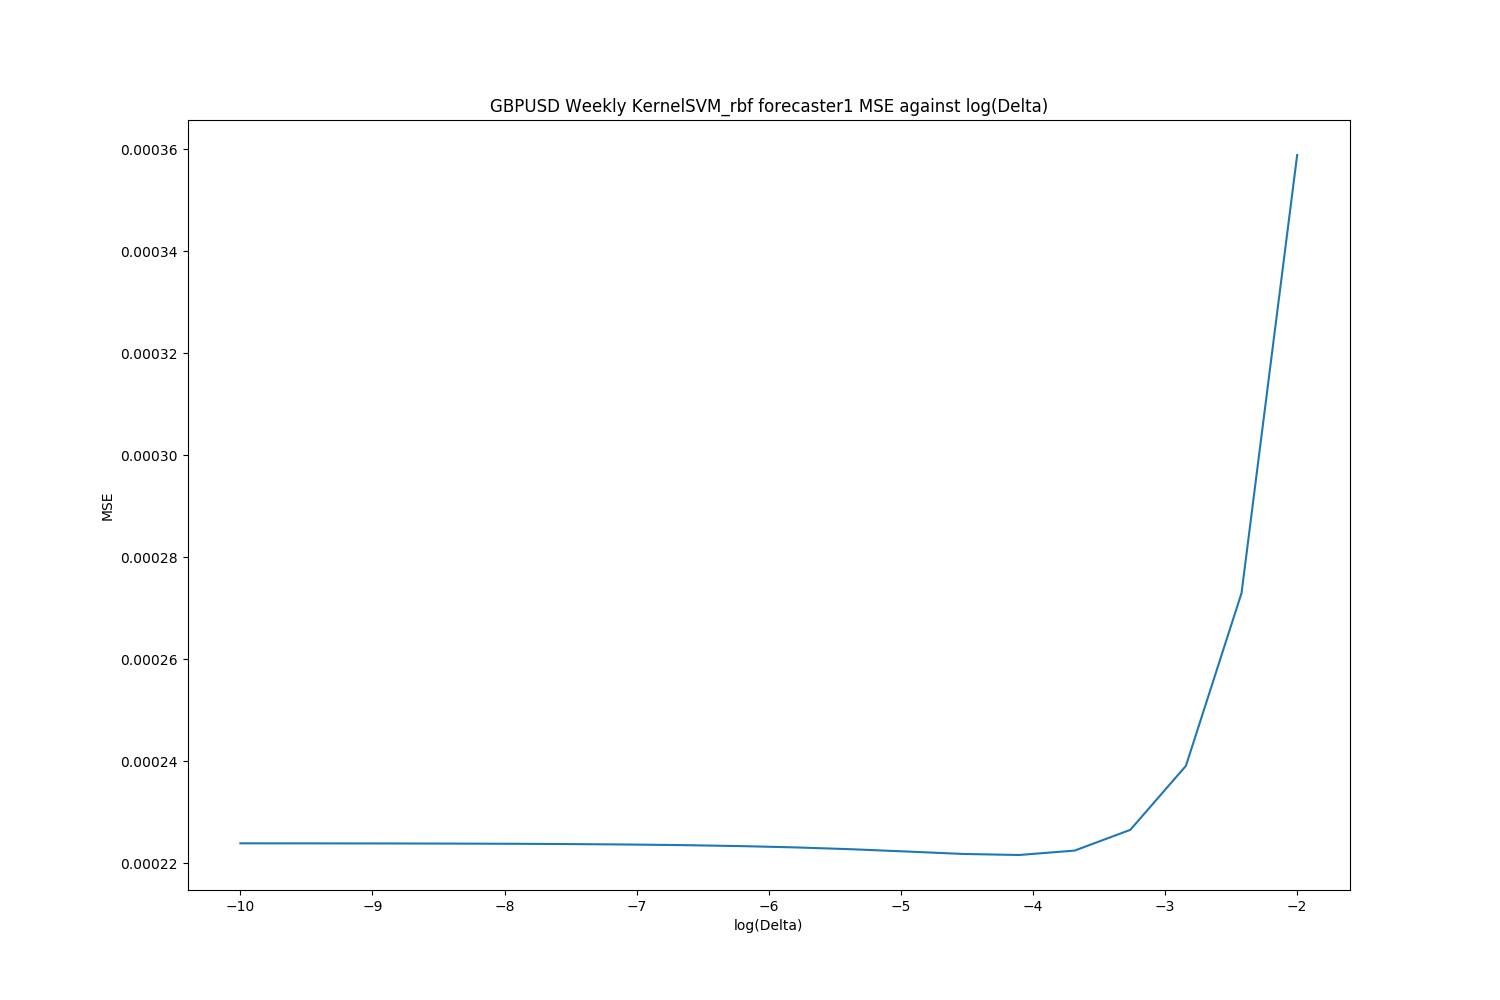 GBPUSD Weekly KernelSVM_rbf forecaster1 MSE against log(Delta)
0.00036
0.00034
0.00032
0.00030
0.00028
0.00026
0.00024
0.00022
MSE
−10 −9 −8 −7 −6 −5 −4 −3 −2
log(Delta)